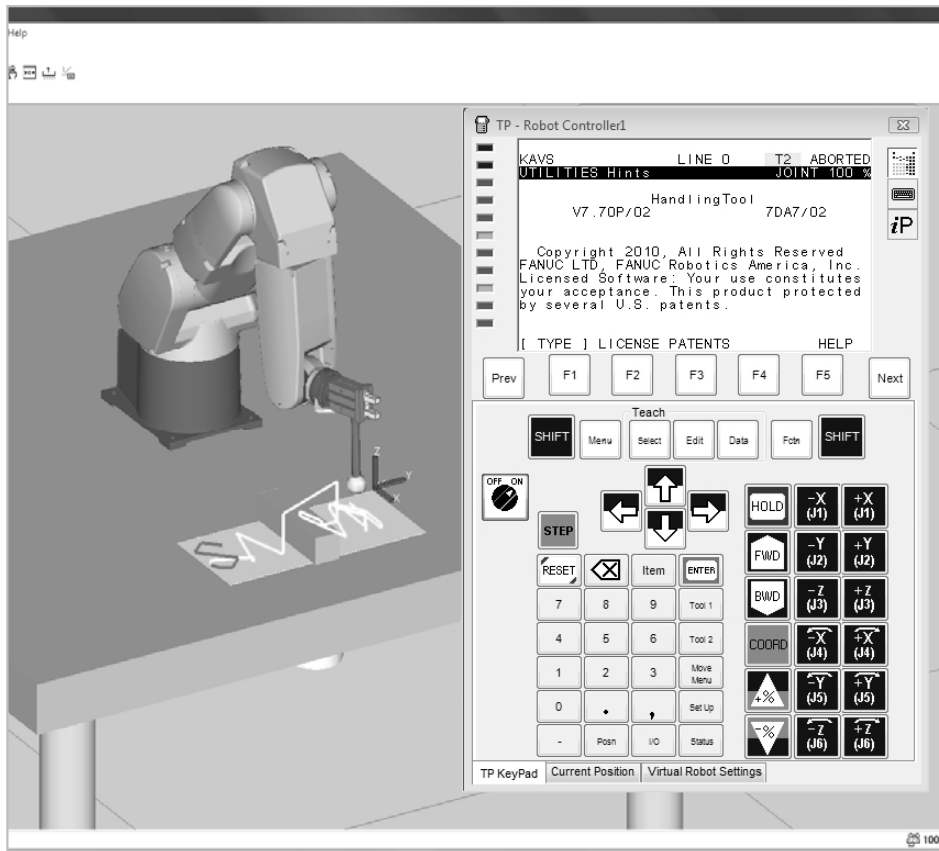 Help
TP - Robot Controller1
KAVS LINE 0 T2 ABORTED
UTILITIES Hints JOINT 100 %
HandlingTool
V7.70P/02 7DA7/02
Copyright 2010, All Rights Reserved
FANUC LTD, FANUC Robotics America, Inc.
Licensed Software: Your use constitutes
your acceptance. This product protected
by several U.S. patents.
[ TYPE ] LICENSE PATENTS HELP
iP
Prev F1 F2 F3 F4 F5 Next
Teach
SHIFT Menu Select Edit Data Fctn SHIFT
OFF ON
STEP
HOLD -X (J1) +X (J1)
FWD -Y (J2) +Y (J2)
BWD -Z (J3) +Z (J3)
COORD -X (J4) +X (J4)
+% -Y (J5) +Y (J5)
-% -Z (J6) +Z (J6)
RESET Item ENTER
7 8 9 Tool 1
4 5 6 Tool 2
1 2 3 Move Menu
0 . , Set Up
- Posn I/O Status
TP KeyPad Current Position Virtual Robot Settings
Z
Y
X
100